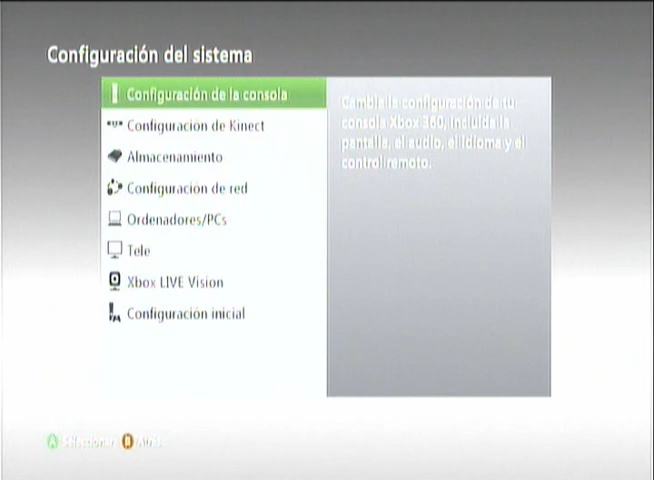 Configuración del sistema
Configuración de la consola
Configuración de Kinect
Almacenamiento
Configuración de red
Ordenadores/PCs
Tele
Xbox LIVE Vision
Configuración inicial
Cambia la configuración de tu
consola Xbox 360, incluida la
pantalla, el audio, el idioma y el
control remoto.
A Seleccionar B Atrás